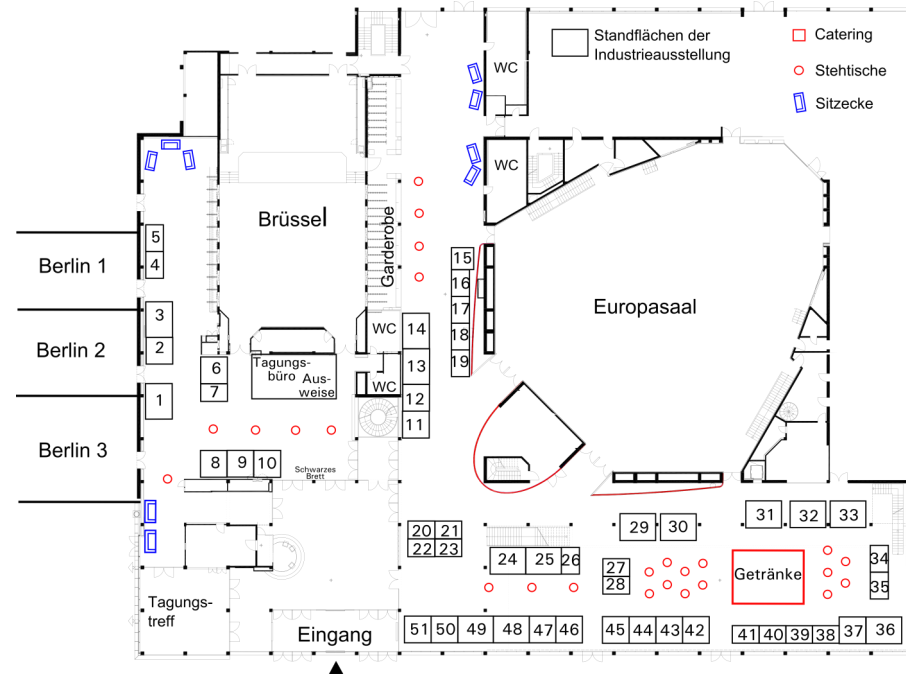 Standflächen der
Industrieausstellung
Catering
Stehtische
Sitzecke
WC
WC
Brüssel
Garderobe
Berlin 1
Berlin 2
Berlin 3
Europasaal
5
4
3
2
1
6
7
Tagungs-
büro
Aus-
weise
WC
WC
14
13
12
11
15
16
17
18
19
8
9
10
Schwarzes
Brett
20
21
22
23
24
25
26
27
28
29
30
31
32
33
34
35
Getränke
Tagungs-
treff
Eingang
51
50
49
48
47
46
45
44
43
42
41
40
39
38
37
36